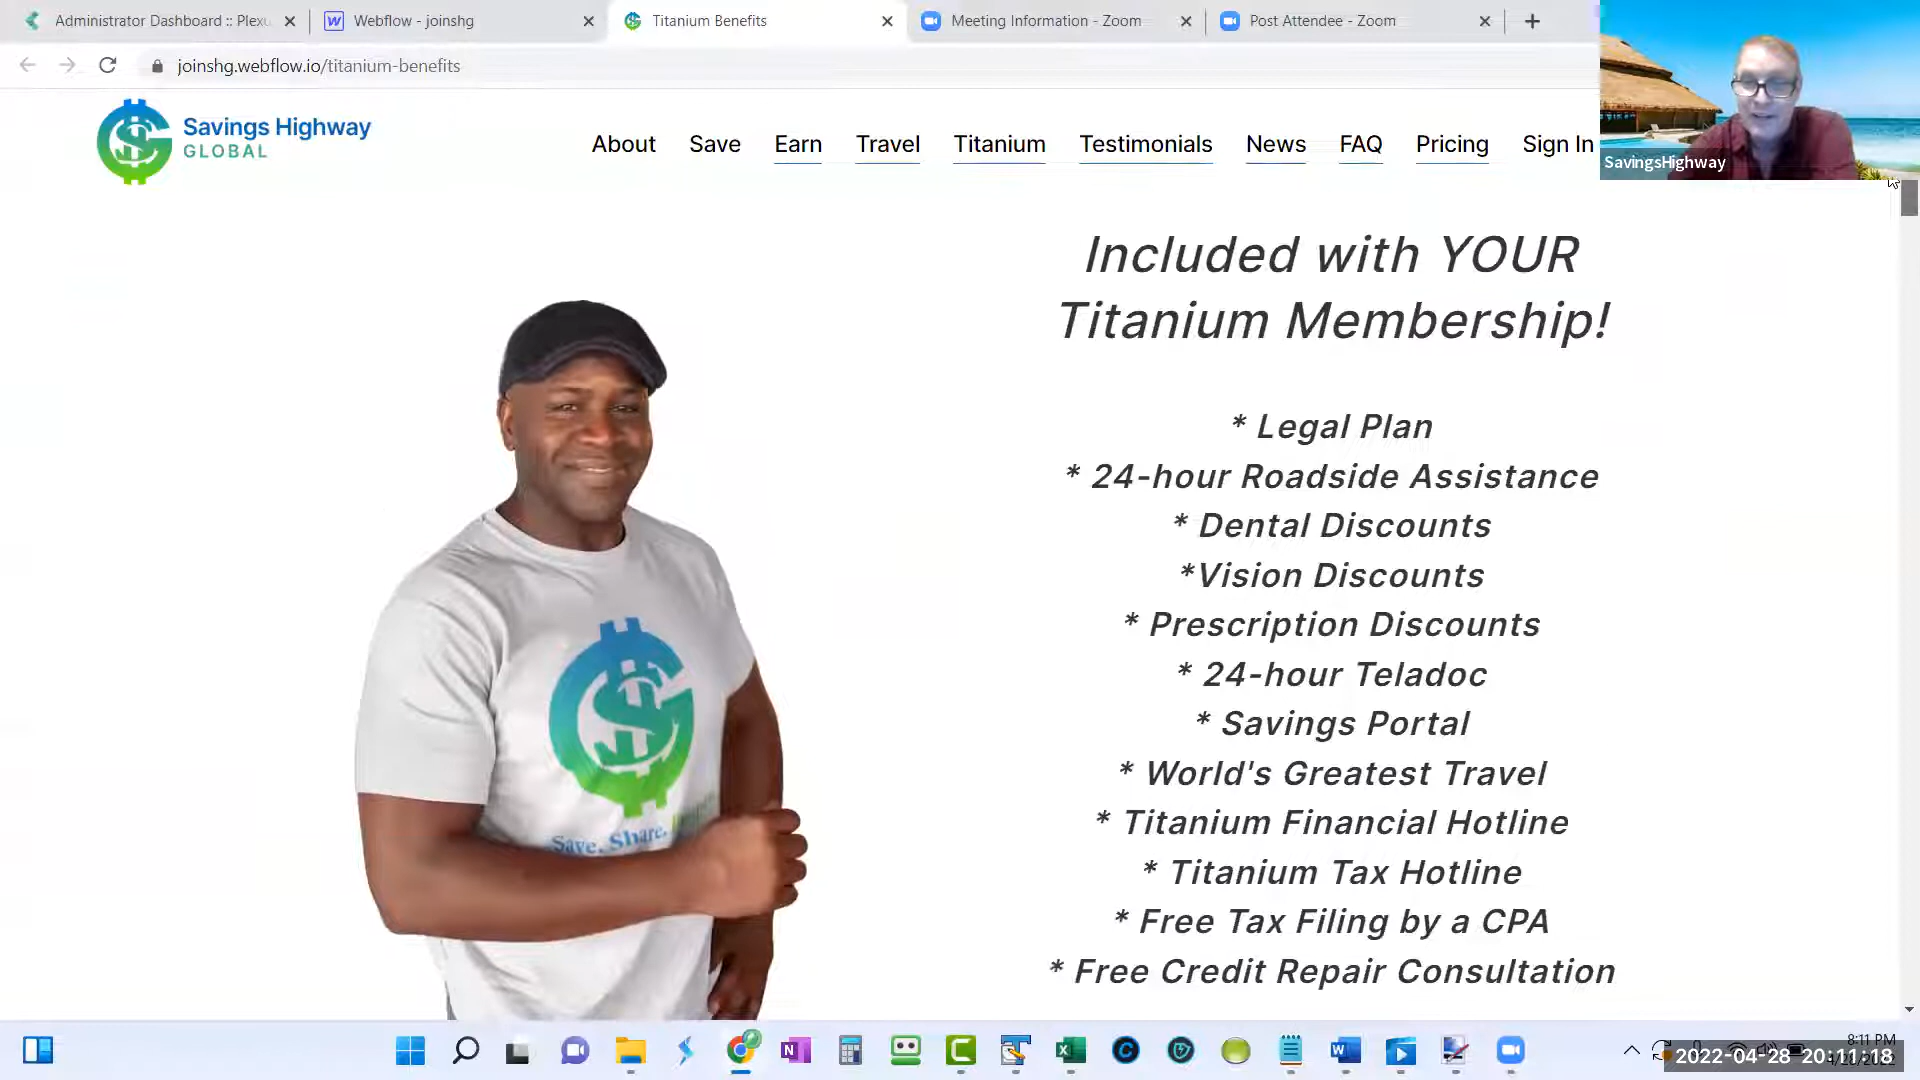 Administrator Dashboard :: Plexu
Webflow - joinshg
Titanium Benefits
Meeting Information - Zoom
Post Attendee - Zoom
joinshg.webflow.io/titanium-benefits
Savings Highway
GLOBAL
About
Save
Earn
Travel
Titanium
Testimonials
News
FAQ
Pricing
Sign In
SavingsHighway
Included with YOUR
Titanium Membership!
* Legal Plan
* 24-hour Roadside Assistance
* Dental Discounts
*Vision Discounts
* Prescription Discounts
* 24-hour Teladoc
* Savings Portal
* World's Greatest Travel
* Titanium Financial Hotline
* Titanium Tax Hotline
* Free Tax Filing by a CPA
* Free Credit Repair Consultation
Save. Share.
8:11 PM
2022-04-28 20:11:18